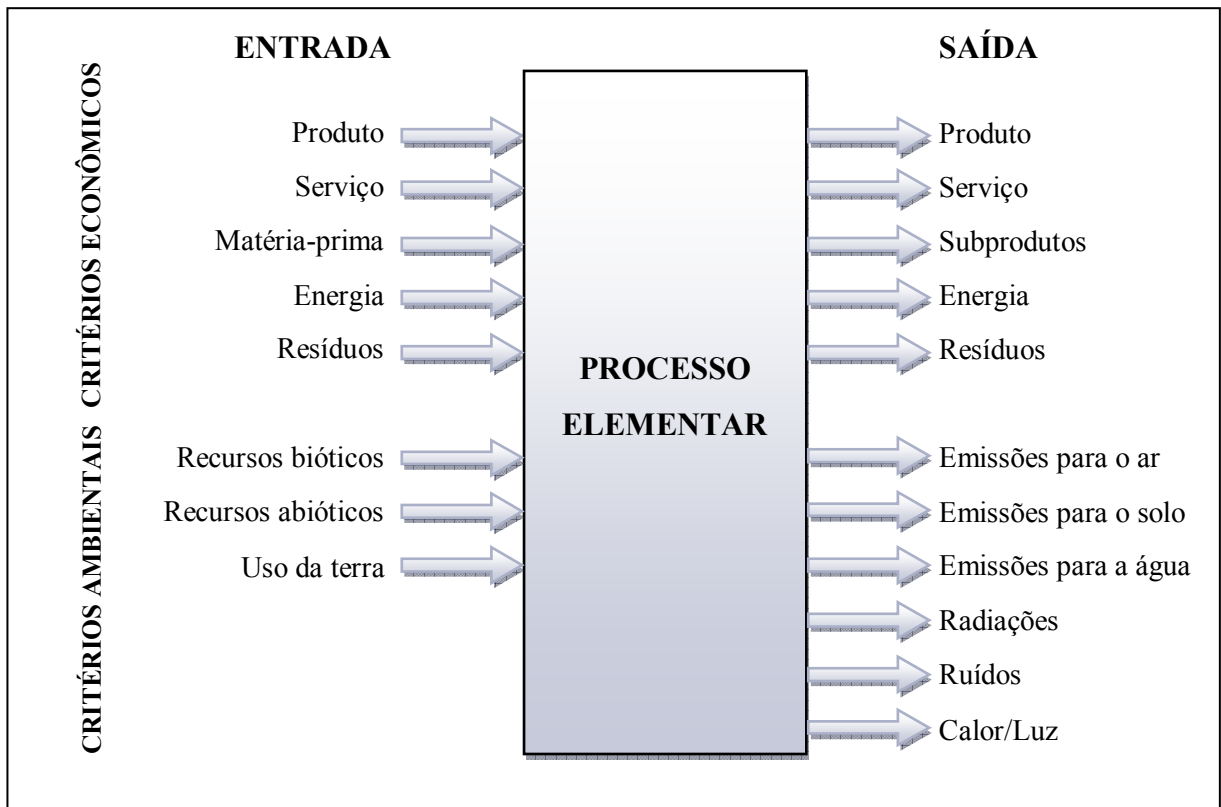 ENTRADA
SAÍDA
CRITÉRIOS ECONÔMICOS
Produto
Serviço
Matéria-prima
Energia
Resíduos
CRITÉRIOS AMBIENTAIS
Recursos bióticos
Recursos abióticos
Uso da terra
PROCESSO
ELEMENTAR
Produto
Serviço
Subprodutos
Energia
Resíduos
Emissões para o ar
Emissões para o solo
Emissões para a água
Radiações
Ruídos
Calor/Luz